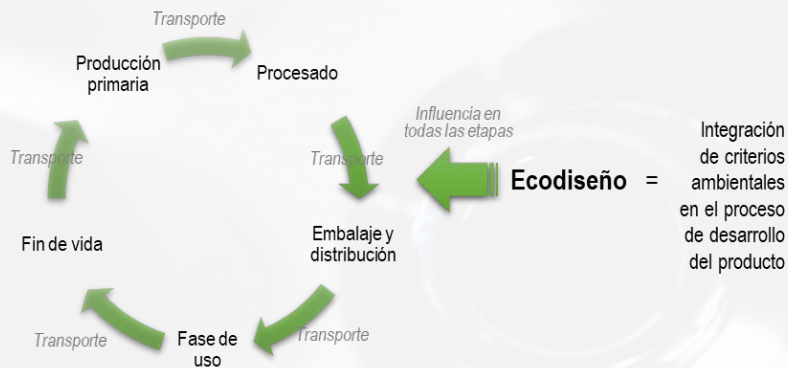 Transporte
Producción
primaria
Procesado
Transporte
Transporte
Influencia en
todas las etapas
Ecodiseño =
Integración
de criterios
ambientales
en el proceso
de desarrollo
del producto
Fin de vida
Embalaje y
distribución
Transporte
Transporte
Fase de
uso